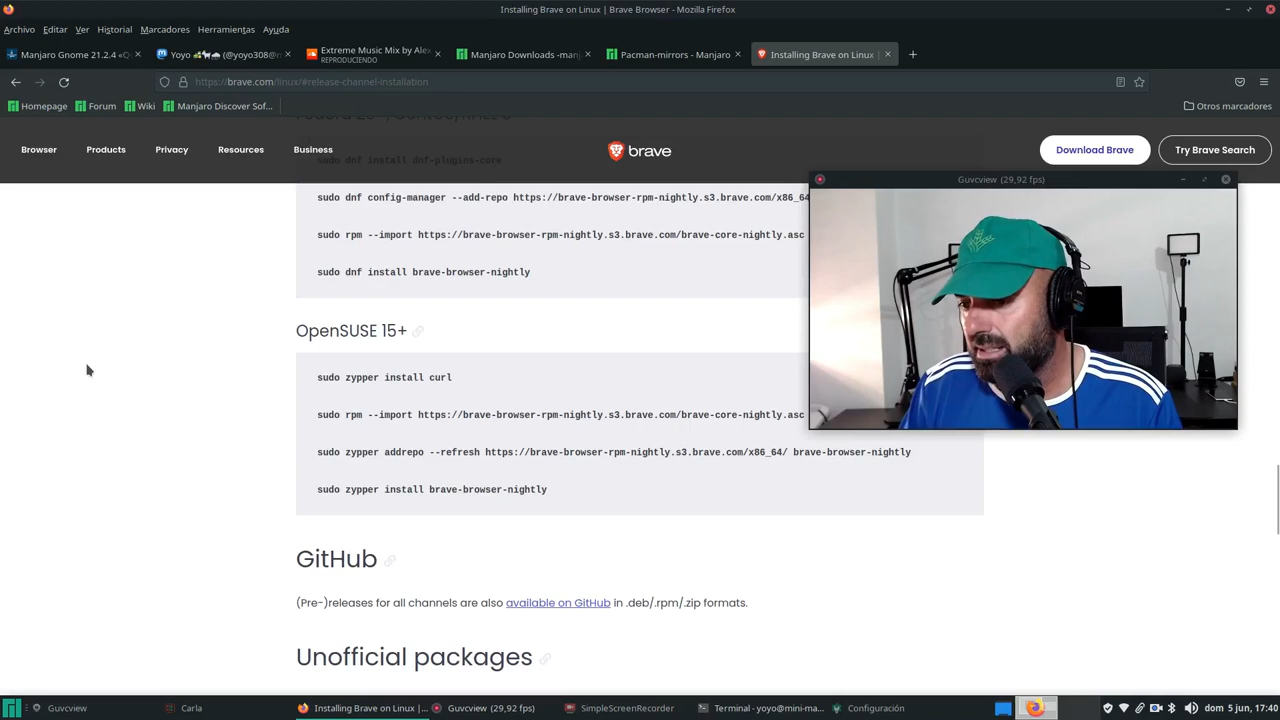 Installing Brave on Linux | Brave Browser - Mozilla Firefox
Archivo Editar Ver Historial Marcadores Herramientas Ayuda
Manjaro Gnome 21.2.4 «Q
Yoyo (@yoyo308@
Extreme Music Mix by Alex
REPRODUCIENDO
Manjaro Downloads -manj
Pacman-mirrors - Manjaro
Installing Brave on Linux |
https://brave.com/linux/#release-channel-installation
Homepage Forum Wiki Manjaro Discover Sof... Otros marcadores
Browser Products Privacy Resources Business brave Download Brave Try Brave Search
sudo dnf install dnf-plugins-core
Guvcview (29,92 fps)
sudo dnf config-manager --add-repo https://brave-browser-rpm-nightly.s3.brave.com/x86_64
sudo rpm --import https://brave-browser-rpm-nightly.s3.brave.com/brave-core-nightly.asc
sudo dnf install brave-browser-nightly
OpenSUSE 15+
sudo zypper install curl
sudo rpm --import https://brave-browser-rpm-nightly.s3.brave.com/brave-core-nightly.asc
sudo zypper addrepo --refresh https://brave-browser-rpm-nightly.s3.brave.com/x86_64/ brave-browser-nightly
sudo zypper install brave-browser-nightly
GitHub
(Pre-)releases for all channels are also available on GitHub in .deb/.rpm/.zip formats.
Unofficial packages
Guvcview Carla Installing Brave on Linux |... Guvcview (29,92 fps) SimpleScreenRecorder Terminal - yoyo@mini-ma... Configuración dom 5 jun, 17:40